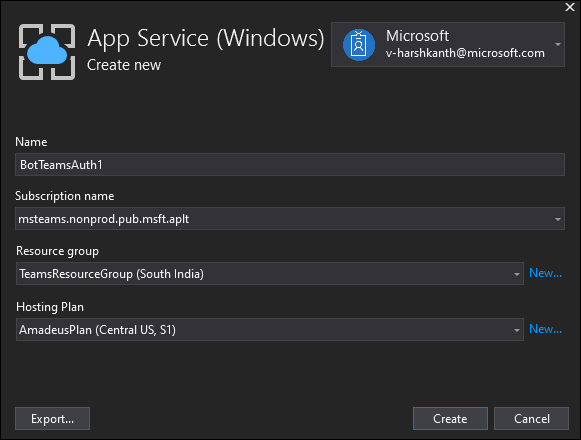 App Service (Windows)
Create new
Microsoft
v-harshkanth@microsoft.com
Name
BotTeamsAuth1
Subscription name
msteams.nonprod.pub.msft.aplt
Resource group
TeamsResourceGroup (South India)
New...
Hosting Plan
AmadeusPlan (Central US, S1)
New...
Export...
Create
Cancel